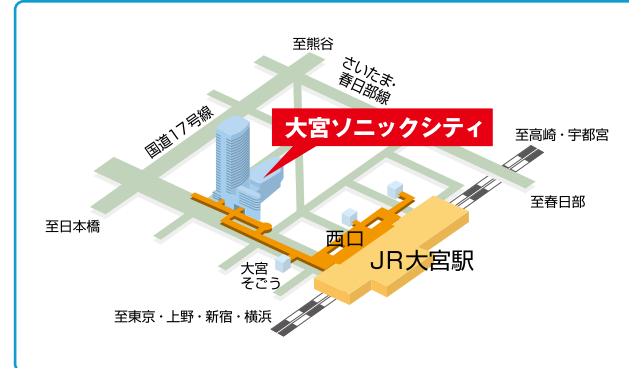 至熊谷
さいたま・
春日部線
国道17号線
大宮ソニックシティ
至高崎・宇都宮
至春日部
至日本橋
西口
JR大宮駅
大宮
そごう
至東京・上野・新宿・横浜